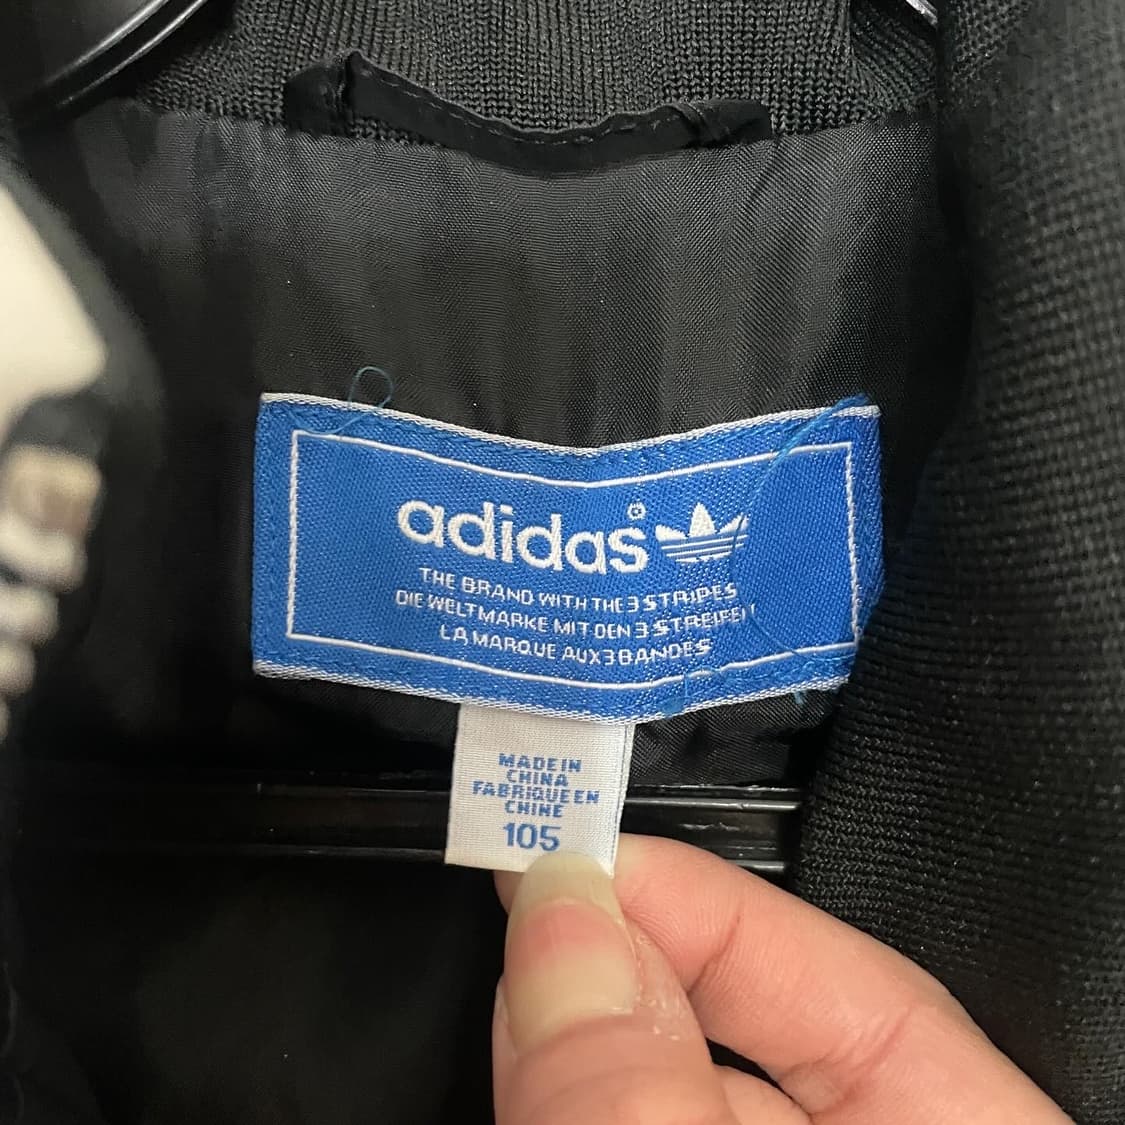 adidas®
THE BRAND WITH THE 3 STRIPES
DIE WELTMARKE MIT DEN 3 STREIFEN
LA MARQUE AUX 3 BANDES
MADE IN
CHINA
FABRIQUE EN
CHINE
105